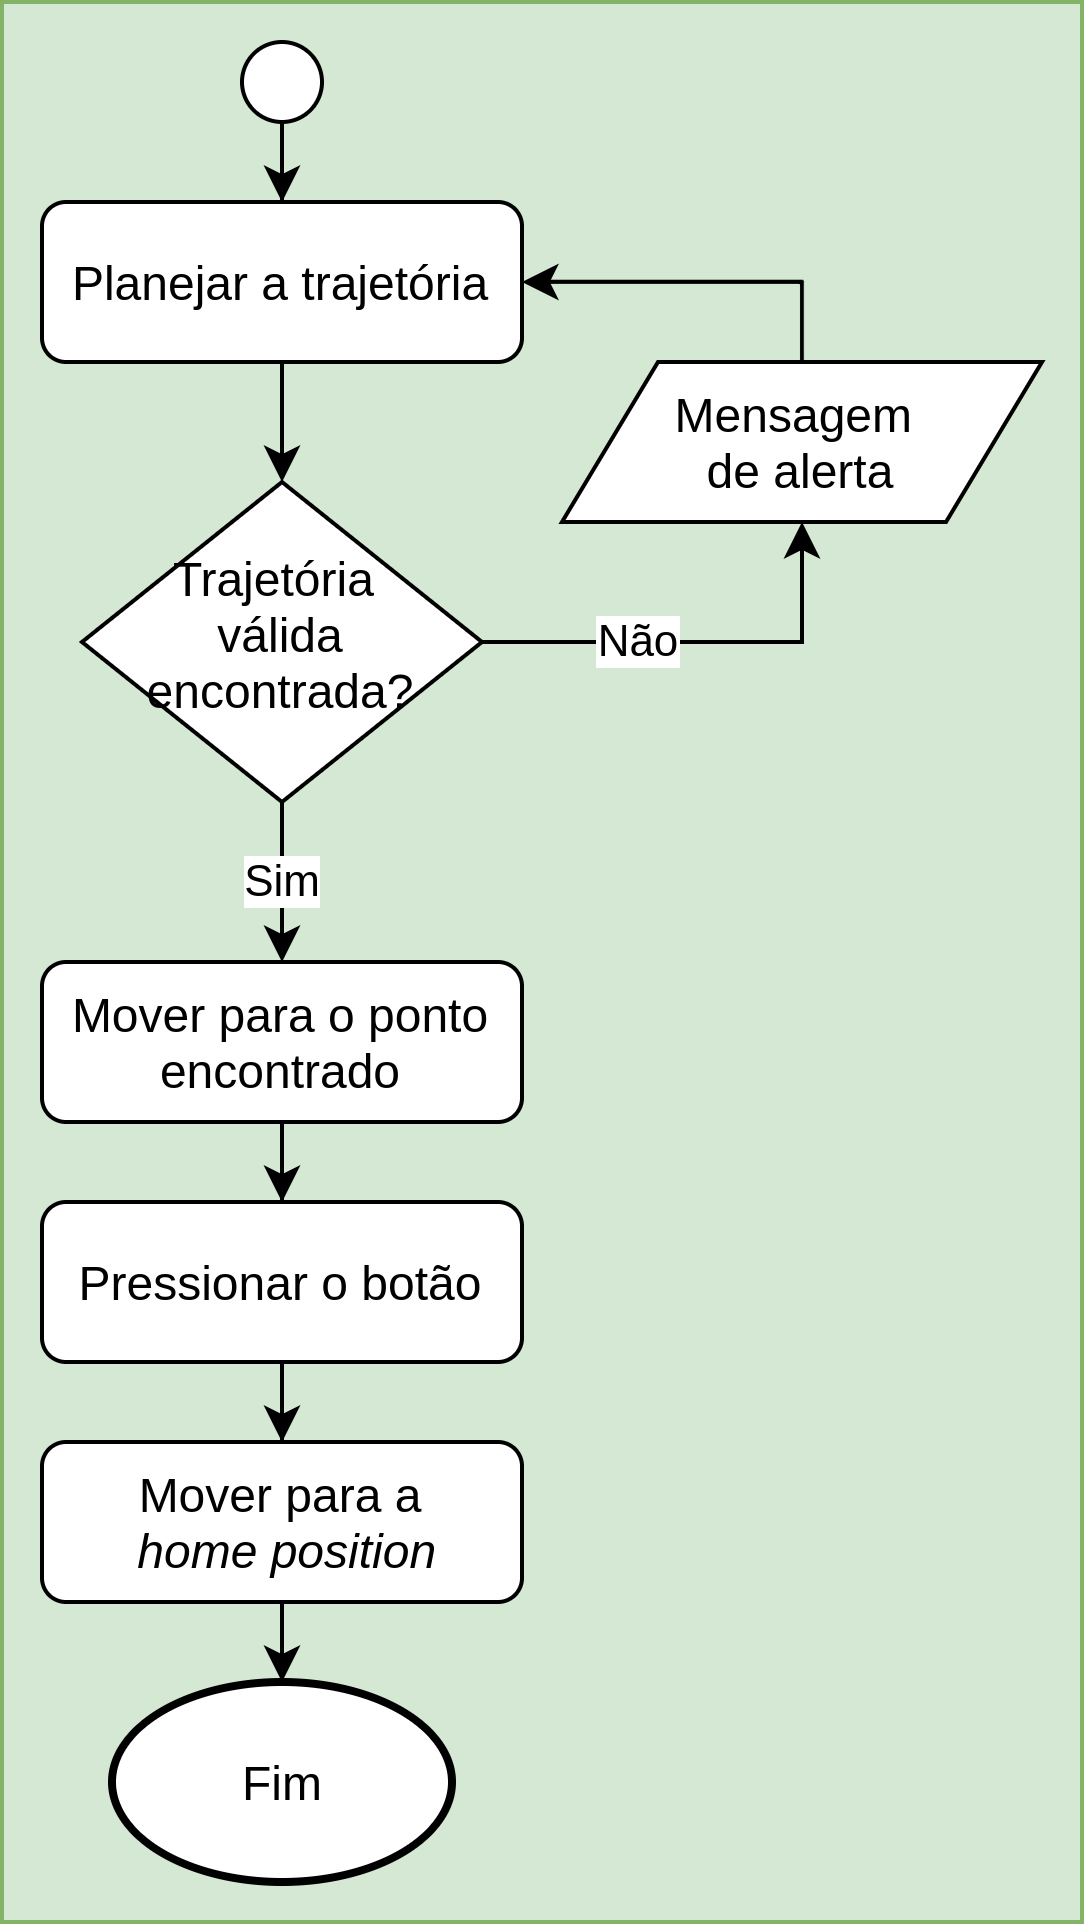 Planejar a trajetória
Mensagem
de alerta
Trajetória
válida
encontrada?
Não
Sim
Mover para o ponto
encontrado
Pressionar o botão
Mover para a
home position
Fim